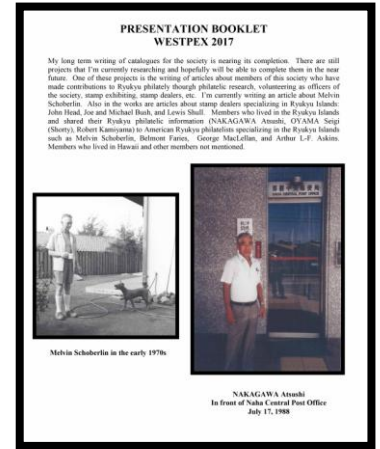 PRESENTATION BOOKLET
WESTPEX 2017
My long term writing of catalogues for the society is nearing its completion. There are still
projects that I'm currently researching and hopefully will be able to complete them in the near
future. One of these projects is the writing of articles about members of this society who have
made contributions to Ryukyu philately though philatelic research, volunteering as officers of
the society, stamp exhibiting, stamp dealers, etc. I'm currently writing an article about Melvin
Schoberlin. Also in the works are articles about stamp dealers specializing in Ryukyu Islands:
John Head, Joe and Michael Bush, and Lewis Shull. Members who lived in the Ryukyu Islands
and shared their Ryukyu philatelic information (NAKAGAWA Atsushi, OYAMA Seigi
(Shorty), Robert Kamiyama) to American Ryukyu philatelists specializing in the Ryukyu Islands
such as Melvin Schoberlin, Belmont Faries, George MacLellan, and Arthur L-F. Askins.
Members who lived in Hawaii and other members not mentioned.
Melvin Schoberlin in the early 1970s
NAKAGAWA Atsushi
In front of Naha Central Post Office
July 17, 1988